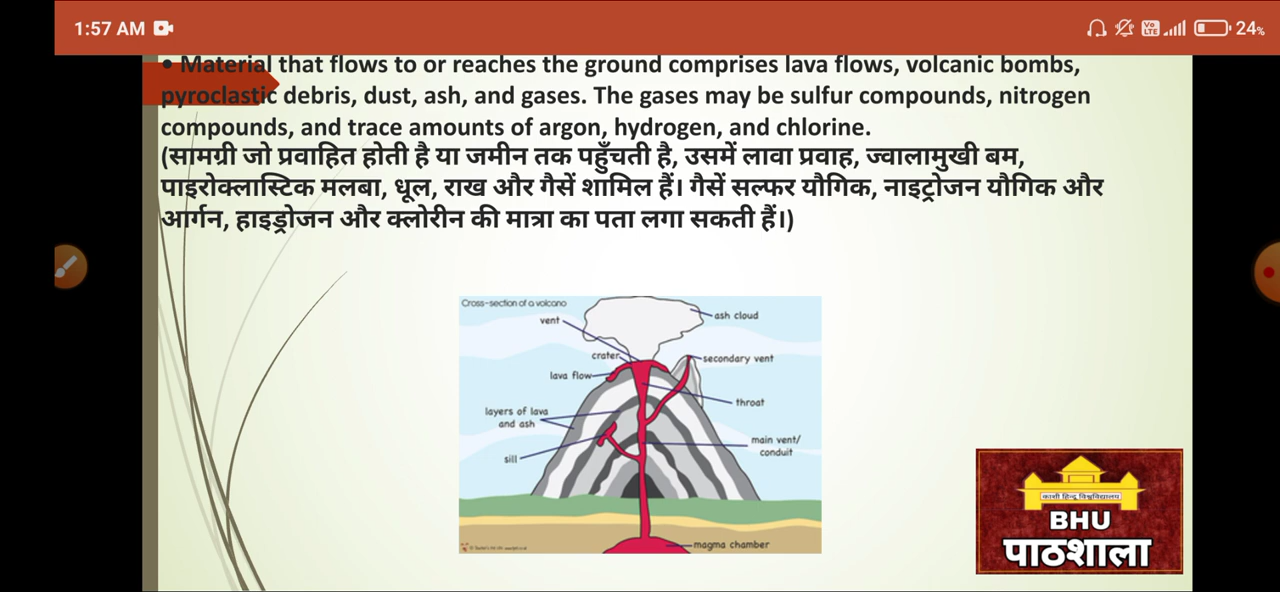 1:57 AM
24%
• Material that flows to or reaches the ground comprises lava flows, volcanic bombs,
pyroclastic debris, dust, ash, and gases. The gases may be sulfur compounds, nitrogen
compounds, and trace amounts of argon, hydrogen, and chlorine.
(सामग्री जो प्रवाहित होती है या जमीन तक पहुँचती है, उसमें लावा प्रवाह, ज्वालामुखी बम,
पाइरोक्लास्टिक मलबा, धूल, राख और गैसें शामिल हैं। गैसें सल्फर यौगिक, नाइट्रोजन यौगिक और
आर्गन, हाइड्रोजन और क्लोरीन की मात्रा का पता लगा सकती हैं।)
Cross-section of a volcano
vent
ash cloud
crater
secondary vent
lava flow
throat
layers of lava
and ash
main vent/
conduit
sill
magma chamber
काशी हिन्दू विश्वविद्यालय
BHU
पाठशाला